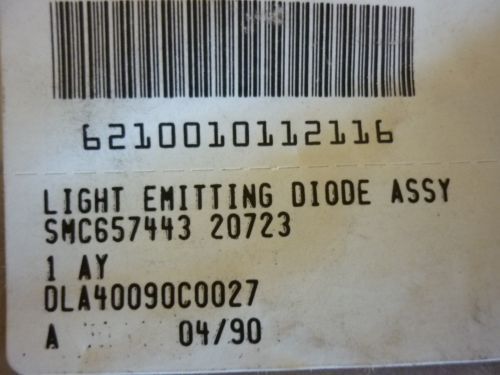 6210010112116
LIGHT EMITTING DIODE ASSY
SMC657443 20723
1 AY
DLA40090C0027
A 04/90